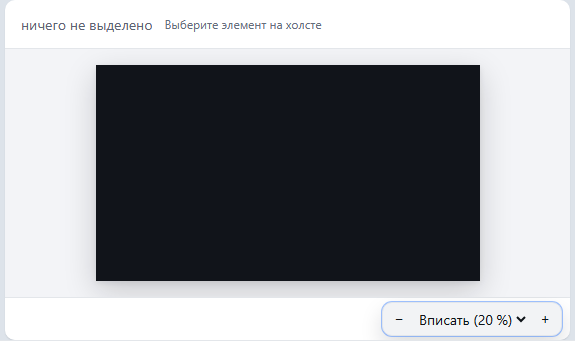 ничего не выделено Выберите элемент на холсте
− Вписать (20 %) +